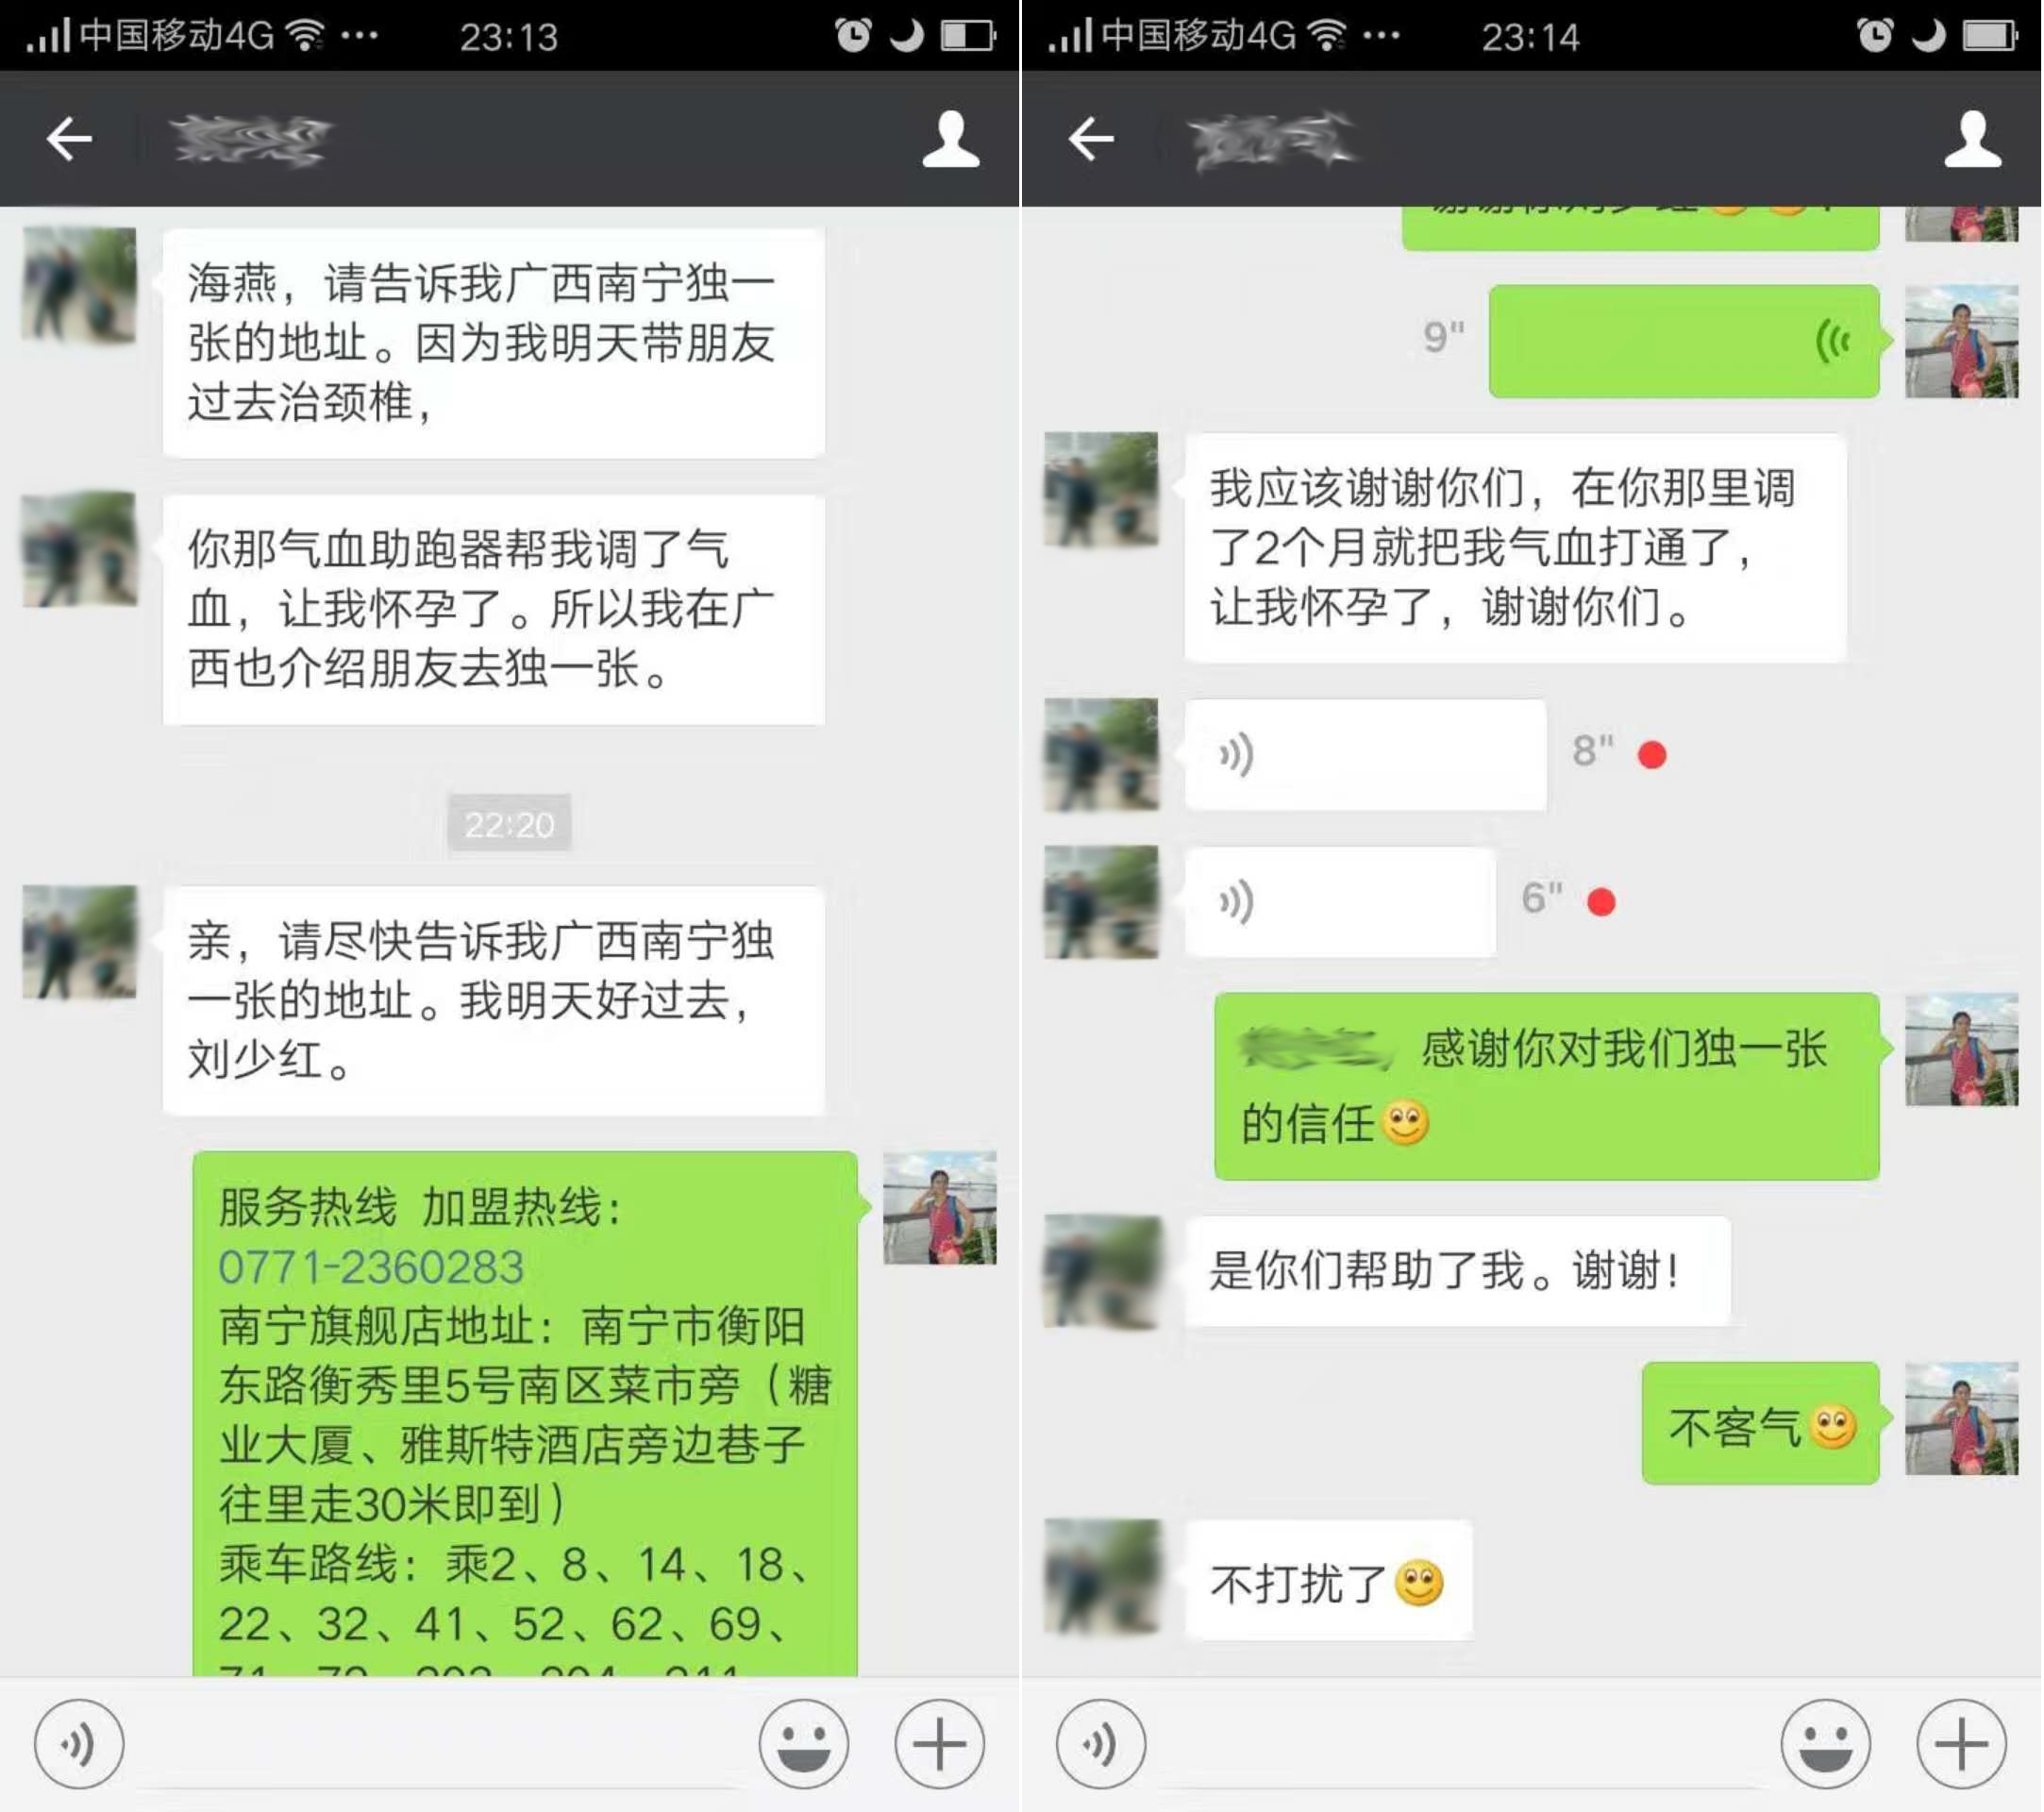 中国移动4G
23:13
海燕，请告诉我广西南宁独一
张的地址。因为我明天带朋友
过去治颈椎，
你那气血助跑器帮我调了气
血，让我怀孕了。所以我在广
西也介绍朋友去独一张。
22:20
亲，请尽快告诉我广西南宁独
一张的地址。我明天好过去，
刘少红。
服务热线 加盟热线：
0771-2360283
南宁旗舰店地址：南宁市衡阳
东路衡秀里5号南区菜市旁（糖
业大厦、雅斯特酒店旁边巷子
往里走30米即到）
乘车路线：乘2、8、14、18、
22、32、41、52、62、69、
中国移动4G
23:14
9"
我应该谢谢你们，在你那里调
了2个月就把我气血打通了，
让我怀孕了，谢谢你们。
8"
6"
感谢你对我们独一张
的信任
是你们帮助了我。谢谢！
不客气
不打扰了